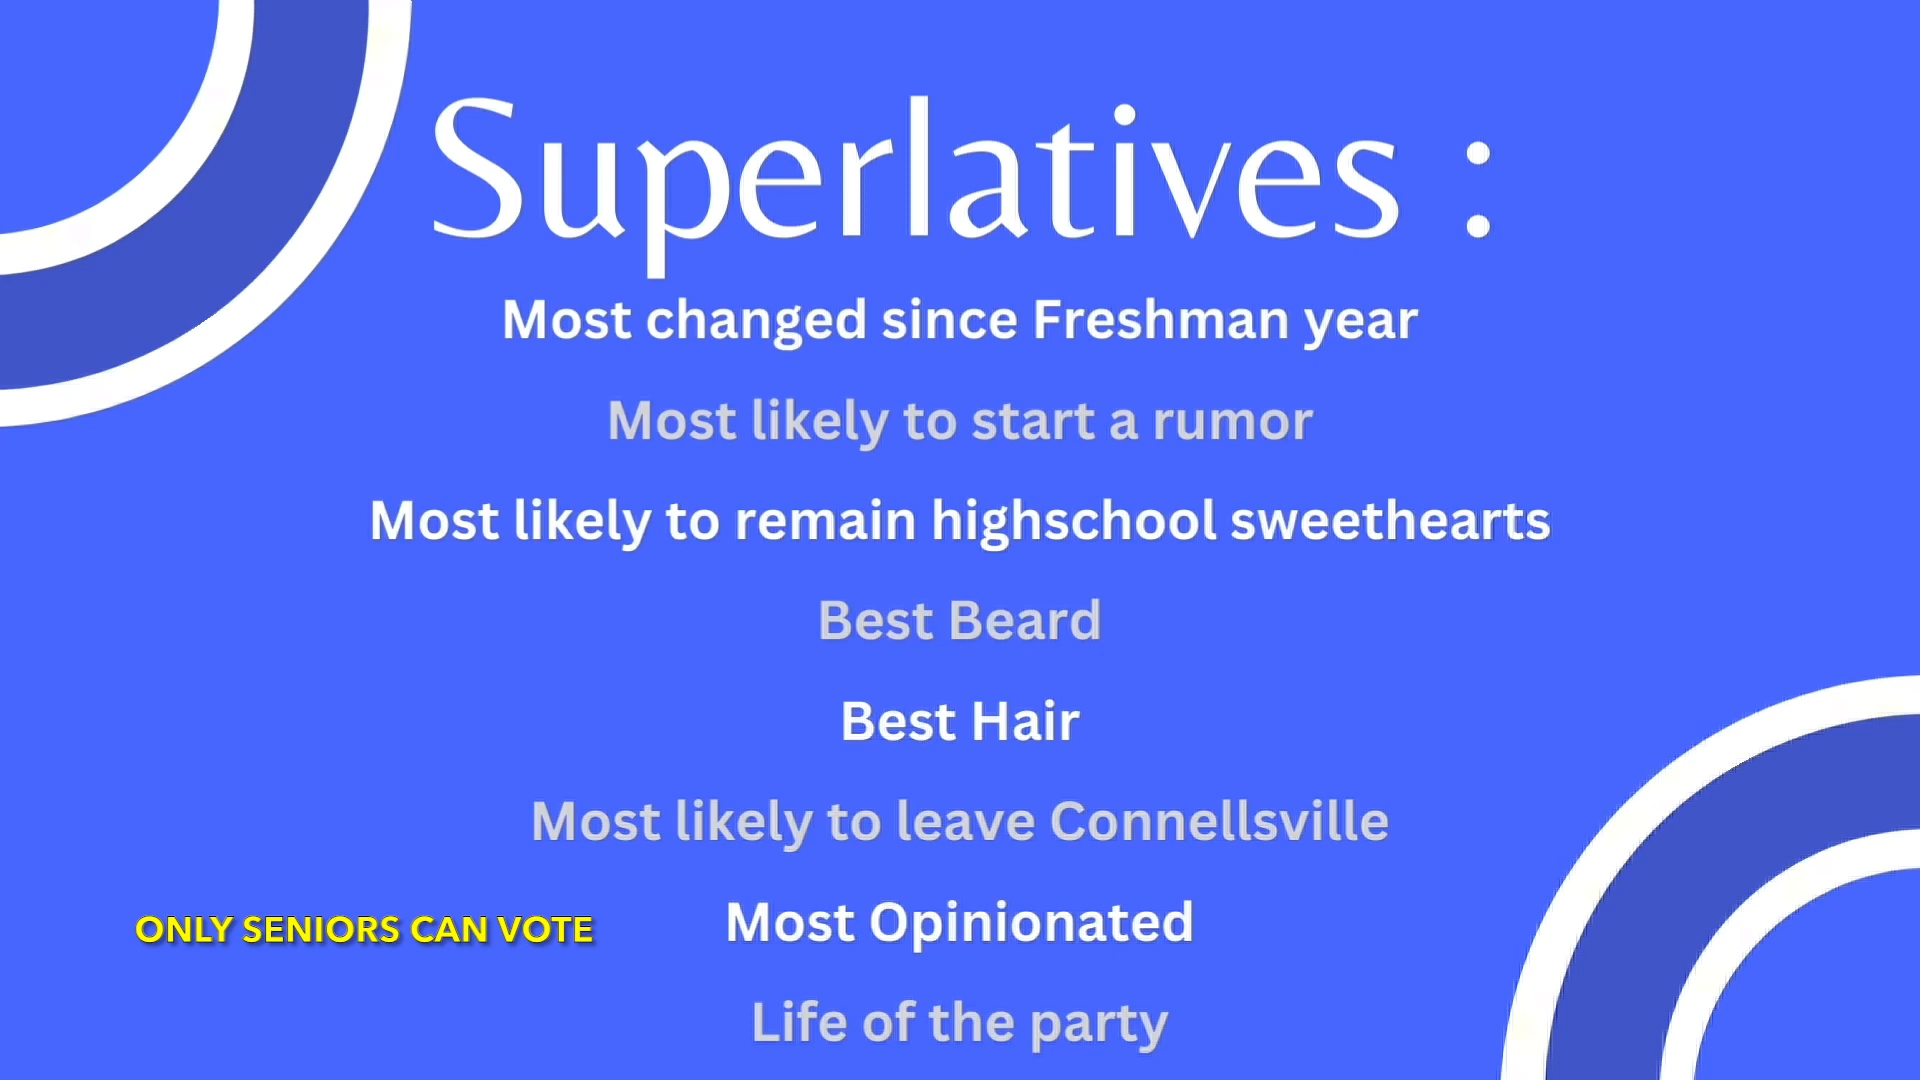 Superlatives :
Most changed since Freshman year
Most likely to start a rumor
Most likely to remain highschool sweethearts
Best Beard
Best Hair
Most likely to leave Connellsville
ONLY SENIORS CAN VOTE
Most Opinionated
Life of the party